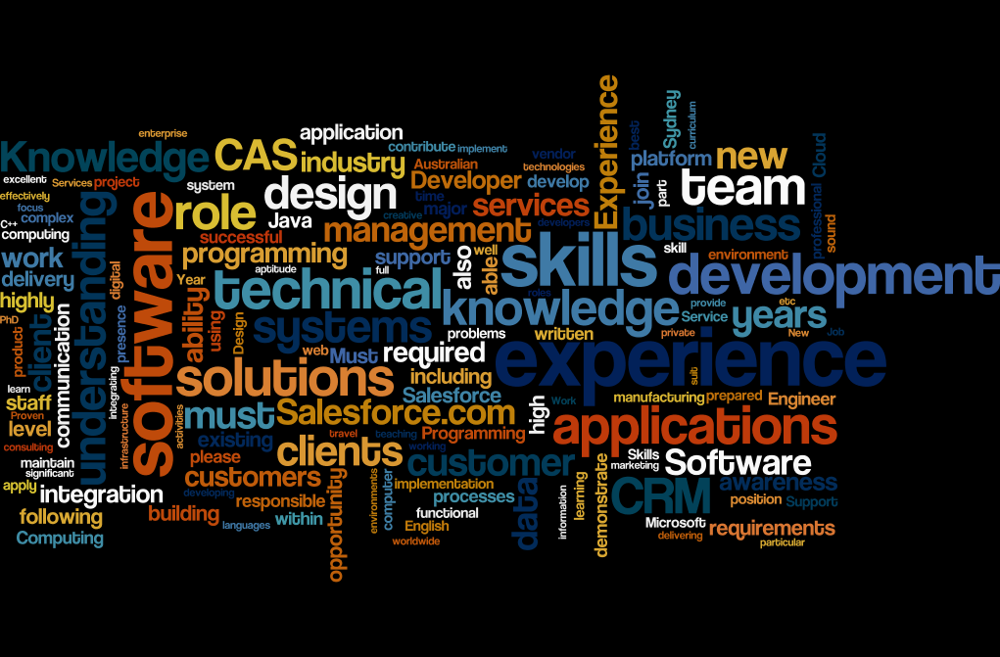 enterprise
application
contribute
implement
Knowledge
CAS
industry
Australian
vendor
technologies
Experience
best
Sydney
curriculum
platform
new
Cloud
excellent
Services
project
system
design
Developer
develop
join
part
team
effectively
focus
complex
C++
computing
understanding
software
role
Java
creative
time
major
services
developers
business
professional
sound
successful
management
programming
support
also
well
able
skills
skill
environment
development
work
delivery
digital
aptitude
full
Year
technical
knowledge
roles
provide
etc
Service
years
highly
PhD
product
client
communication
presence
ability
using
Design
systems
problems
written
private
New
Job
web
Must
required
experience
suit
learn
integrating
solutions
including
Salesforce
staff
Proven
level
consulting
infrastructure
activities
must
Salesforce.com
high
Work
manufacturing
prepared
Engineer
applications
existing
travel
teaching
Programming
working
maintain
significant
please
clients
customer
Skills
marketing
Software
apply
integration
customers
developing
responsible
opportunity
environments
computer
implementation
processes
data
information
learning
demonstrate
CRM
awareness
position
Support
following
building
languages
within
functional
English
Microsoft
delivering
requirements
Computing
worldwide
particular